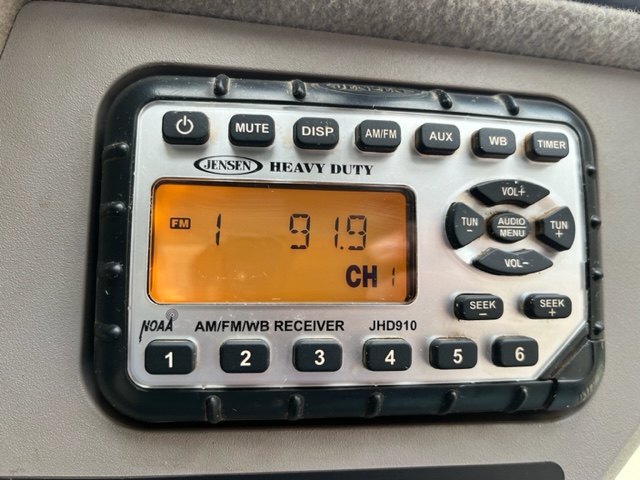 MUTE DISP AM/FM AUX WB TIMER
JENSEN HEAVY DUTY
VOL+
TUN - AUDIO MENU TUN +
VOL-
FM 1 91.9
CH 1
SEEK - SEEK +
NOAA AM/FM/WB RECEIVER JHD910
1 2 3 4 5 6